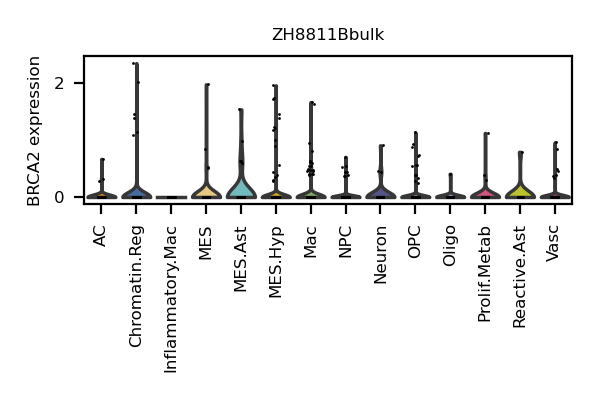 ZH8811Bbulk
BRCA2 expression
2
0
AC
Chromatin.Reg
Inflammatory.Mac
MES
MES.Ast
MES.Hyp
Mac
NPC
Neuron
OPC
Oligo
Prolif.Metab
Reactive.Ast
Vasc